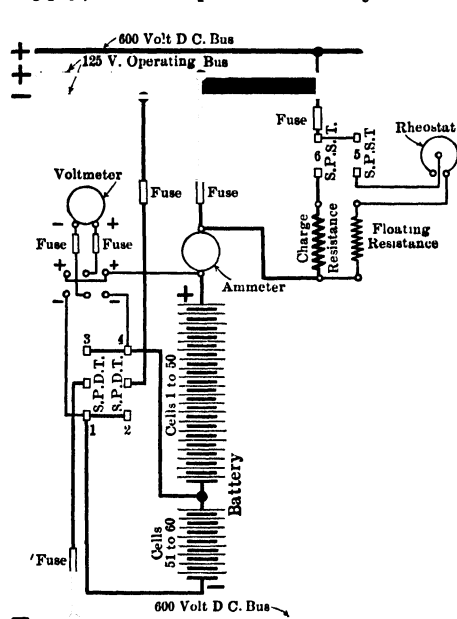 600 Volt D C. Bus
+
+ 125 V. Operating Bus
−
Fuse
S.P.S.T.
6 5
S.P.S.T
Rheostat
Voltmeter
Fuse
Fuse
− +
Fuse Fuse
Charge
Resistance
Floating
Resistance
+ +
Ammeter
− −
+
3 4
S.P.D.T.
S.P.D.T.
1 2
Cells 1 to 50
Battery
'Fuse
Cells
51 to 60
−
600 Volt D C. Bus